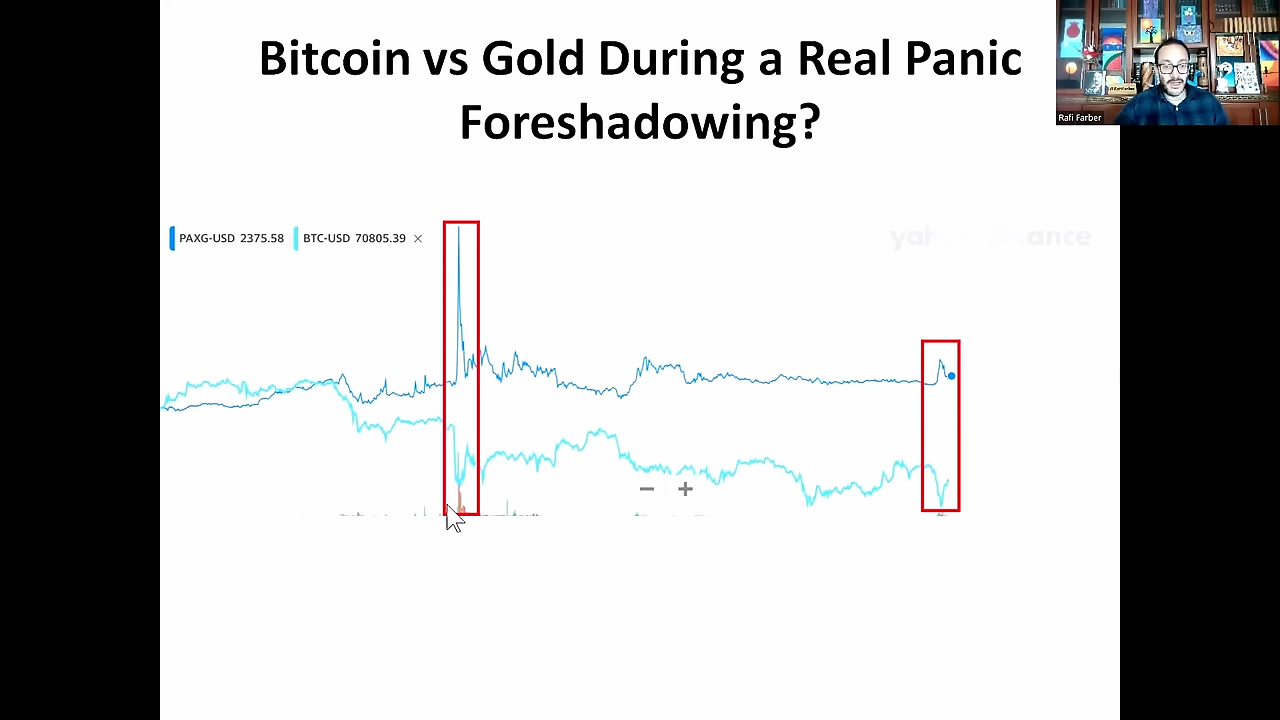 Bitcoin vs Gold During a Real Panic
Foreshadowing?
Rafi Farber
PAXG-USD 2375.58
BTC-USD 70805.39